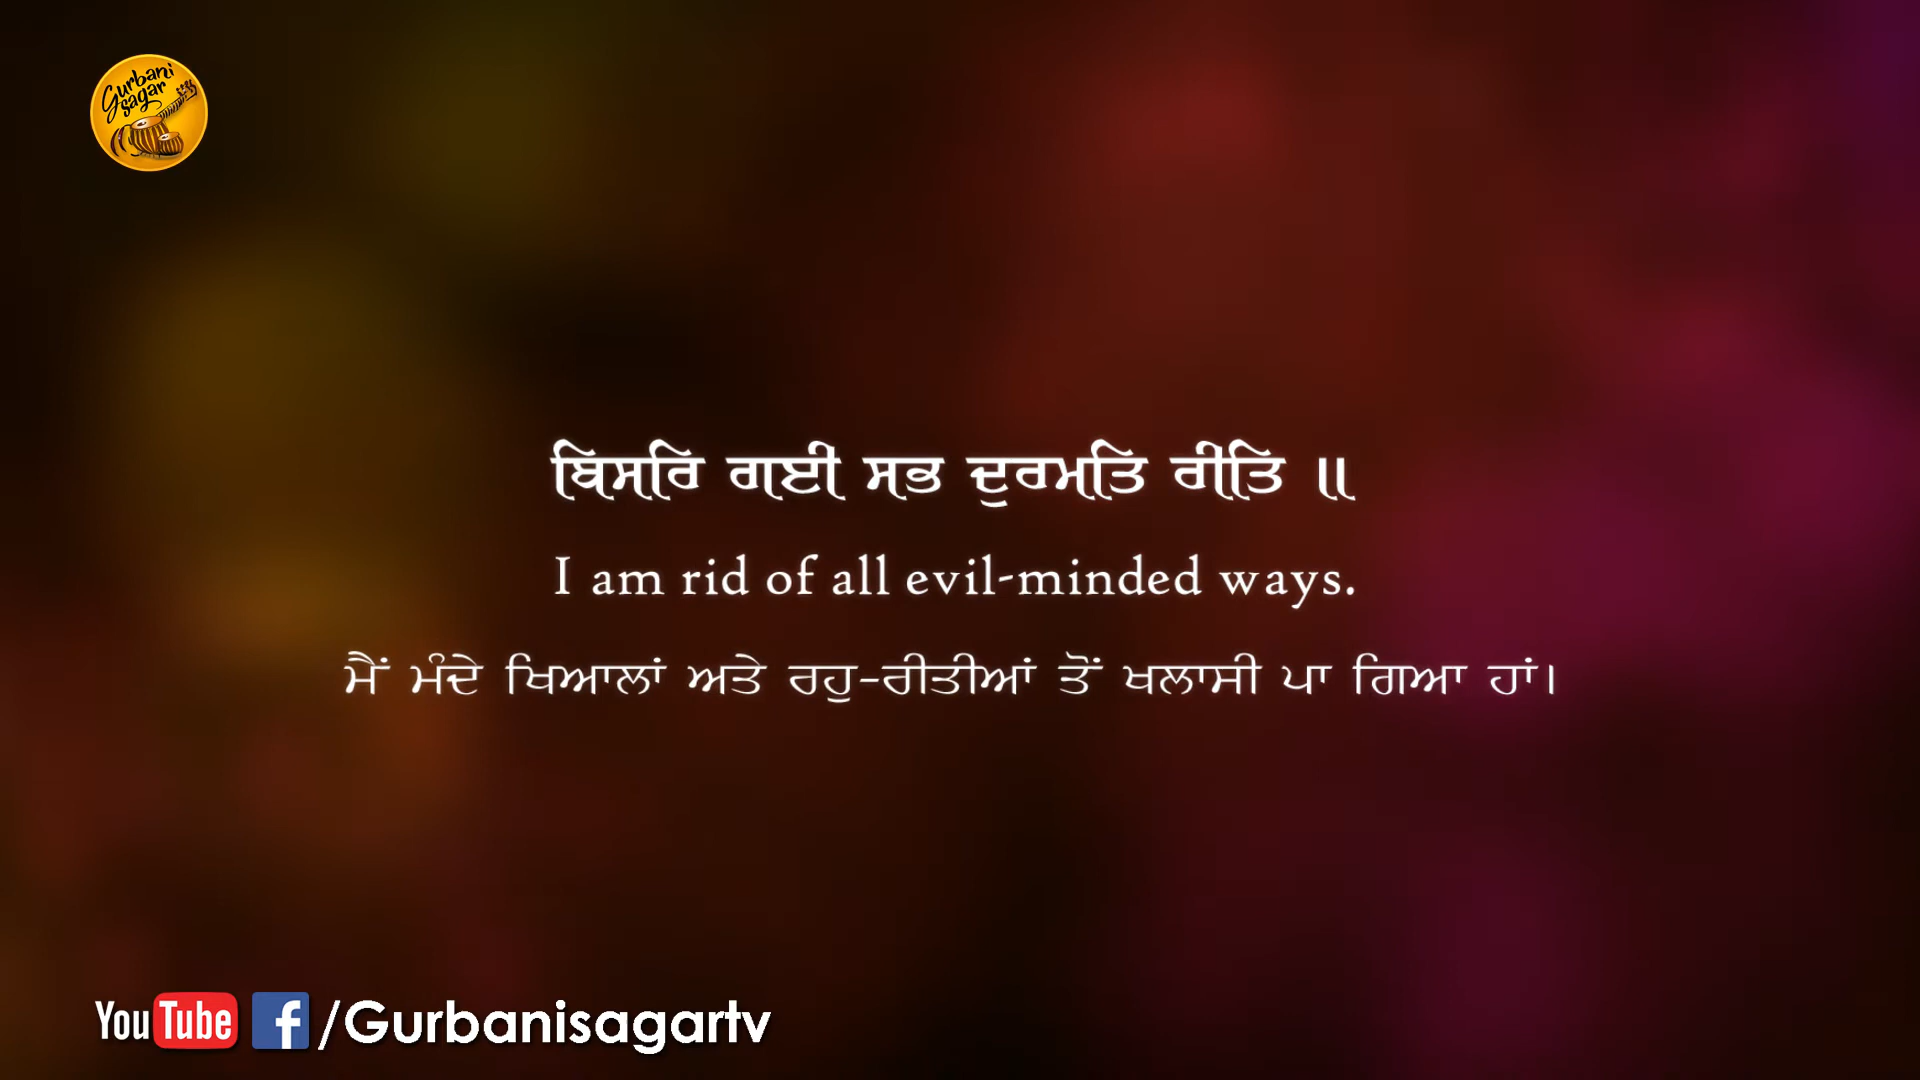 Gurbani
Sagar
ਬਿਸਰਿ ਗਈ ਸਭ ਦੁਰਮਤਿ ਰੀਤਿ ॥
I am rid of all evil-minded ways.
ਮੈਂ ਮੰਦੇ ਖਿਆਲਾਂ ਅਤੇ ਰਹੁ-ਰੀਤੀਆਂ ਤੋਂ ਖਲਾਸੀ ਪਾ ਗਿਆ ਹਾਂ।
YouTube f /Gurbanisagartv